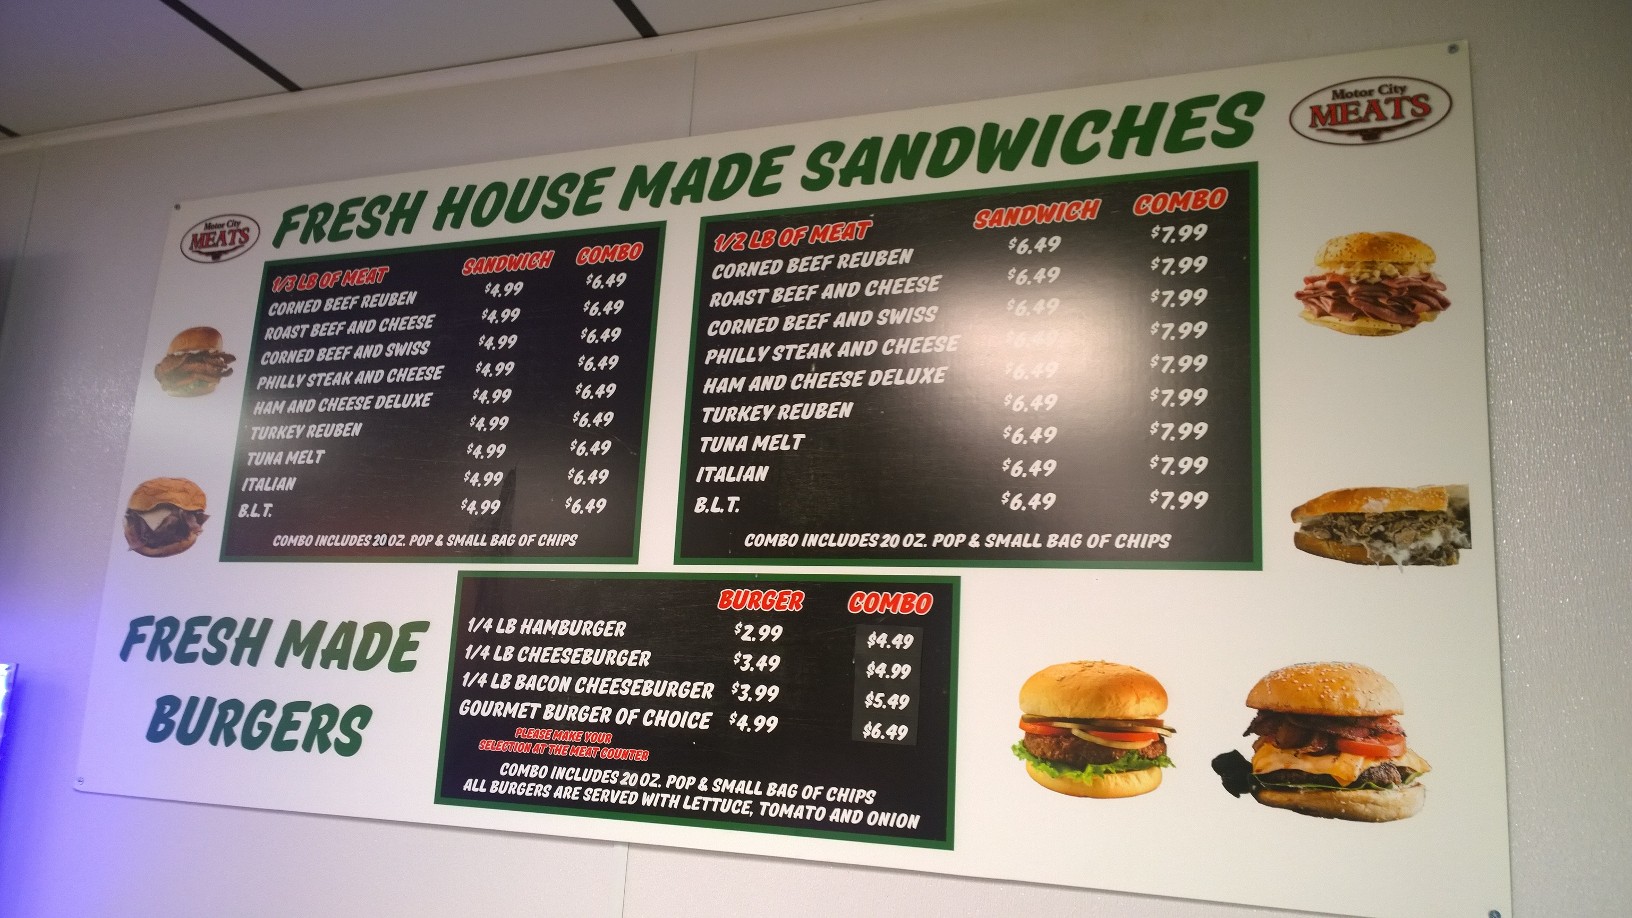 Motor City
MEATS
FRESH HOUSE MADE SANDWICHES
Motor City
MEATS
1/3 LB OF MEAT SANDWICH COMBO
CORNED BEEF REUBEN $4.99 $6.49
ROAST BEEF AND CHEESE $4.99 $6.49
CORNED BEEF AND SWISS $4.99 $6.49
PHILLY STEAK AND CHEESE $4.99 $6.49
HAM AND CHEESE DELUXE $4.99 $6.49
TURKEY REUBEN $4.99 $6.49
TUNA MELT $4.99 $6.49
ITALIAN $4.99 $6.49
B.L.T. $4.99 $6.49
COMBO INCLUDES 20 OZ. POP & SMALL BAG OF CHIPS
1/2 LB OF MEAT SANDWICH COMBO
CORNED BEEF REUBEN $6.49 $7.99
ROAST BEEF AND CHEESE $6.49 $7.99
CORNED BEEF AND SWISS $6.49 $7.99
PHILLY STEAK AND CHEESE $6.49 $7.99
HAM AND CHEESE DELUXE $6.49 $7.99
TURKEY REUBEN $6.49 $7.99
TUNA MELT $6.49 $7.99
ITALIAN $6.49 $7.99
B.L.T. $6.49 $7.99
COMBO INCLUDES 20 OZ. POP & SMALL BAG OF CHIPS
FRESH MADE
BURGERS
BURGER COMBO
1/4 LB HAMBURGER $2.99 $4.49
1/4 LB CHEESEBURGER $3.49 $4.99
1/4 LB BACON CHEESEBURGER $3.99 $5.49
GOURMET BURGER OF CHOICE $4.99 $6.49
PLEASE MAKE YOUR
SELECTION AT THE MEAT COUNTER
COMBO INCLUDES 20 OZ. POP & SMALL BAG OF CHIPS
ALL BURGERS ARE SERVED WITH LETTUCE, TOMATO AND ONION